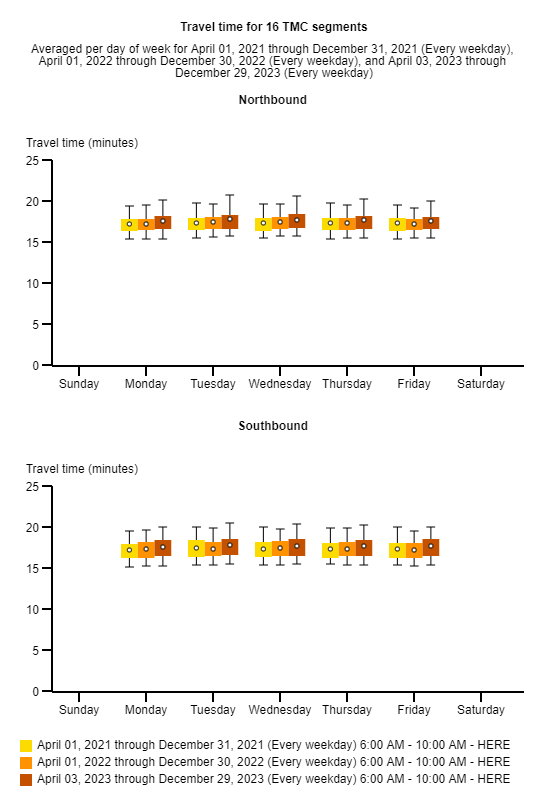 Travel time for 16 TMC segments
Averaged per day of week for April 01, 2021 through December 31, 2021 (Every weekday),
April 01, 2022 through December 30, 2022 (Every weekday), and April 03, 2023 through
December 29, 2023 (Every weekday)
Northbound
Travel time (minutes)
25
20
15
10
5
0
Sunday Monday Tuesday Wednesday Thursday Friday Saturday
Southbound
Travel time (minutes)
25
20
15
10
5
0
Sunday Monday Tuesday Wednesday Thursday Friday Saturday
April 01, 2021 through December 31, 2021 (Every weekday) 6:00 AM - 10:00 AM - HERE
April 01, 2022 through December 30, 2022 (Every weekday) 6:00 AM - 10:00 AM - HERE
April 03, 2023 through December 29, 2023 (Every weekday) 6:00 AM - 10:00 AM - HERE